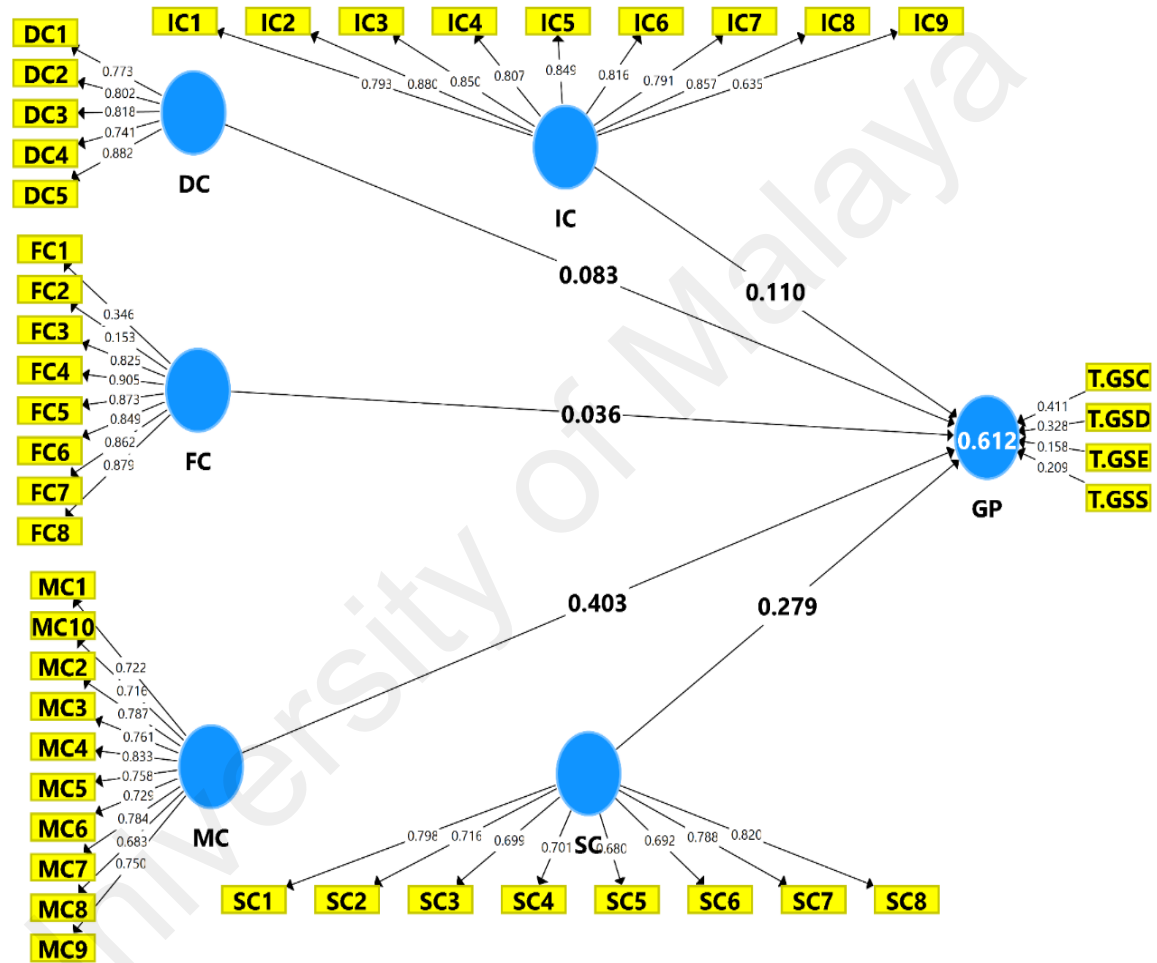 IC1 IC2 IC3 IC4 IC5 IC6 IC7 IC8 IC9
0.793 0.880 0.850 0.807 0.849 0.816 0.791 0.857 0.635
IC
DC1
DC2
DC3
DC4
DC5
0.773
0.802
0.818
0.741
0.882
DC
0.083
0.110
FC1
FC2
FC3
FC4
FC5
FC6
FC7
FC8
0.346
0.153
0.825
0.905
0.873
0.849
0.862
0.879
FC
0.036
T.GSC
T.GSD
T.GSE
T.GSS
0.411
0.328
0.158
0.209
0.612
GP
MC1
MC10
MC2
MC3
MC4
MC5
MC6
MC7
MC8
MC9
0.722
0.716
0.787
0.761
0.833
0.758
0.729
0.784
0.683
0.750
MC
0.403
0.279
SC
0.798 0.716 0.699 0.701 0.680 0.692 0.788 0.820
SC1 SC2 SC3 SC4 SC5 SC6 SC7 SC8
University of Malaya